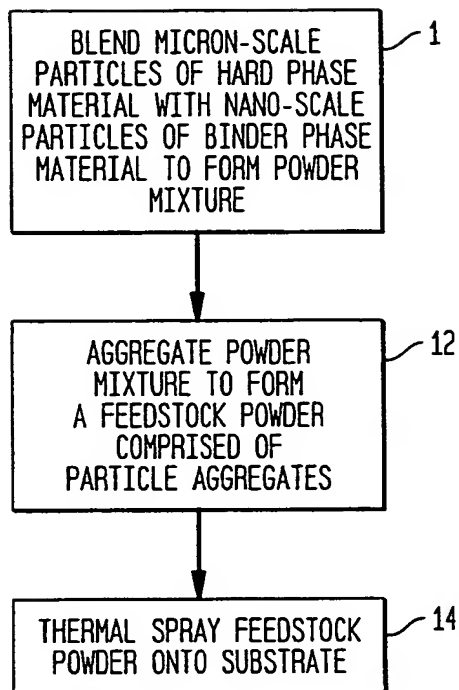 BLEND MICRON-SCALE
PARTICLES OF HARD PHASE
MATERIAL WITH NANO-SCALE
PARTICLES OF BINDER PHASE
MATERIAL TO FORM POWDER
MIXTURE
1
AGGREGATE POWDER
MIXTURE TO FORM
A FEEDSTOCK POWDER
COMPRISED OF
PARTICLE AGGREGATES
12
THERMAL SPRAY FEEDSTOCK
POWDER ONTO SUBSTRATE
14